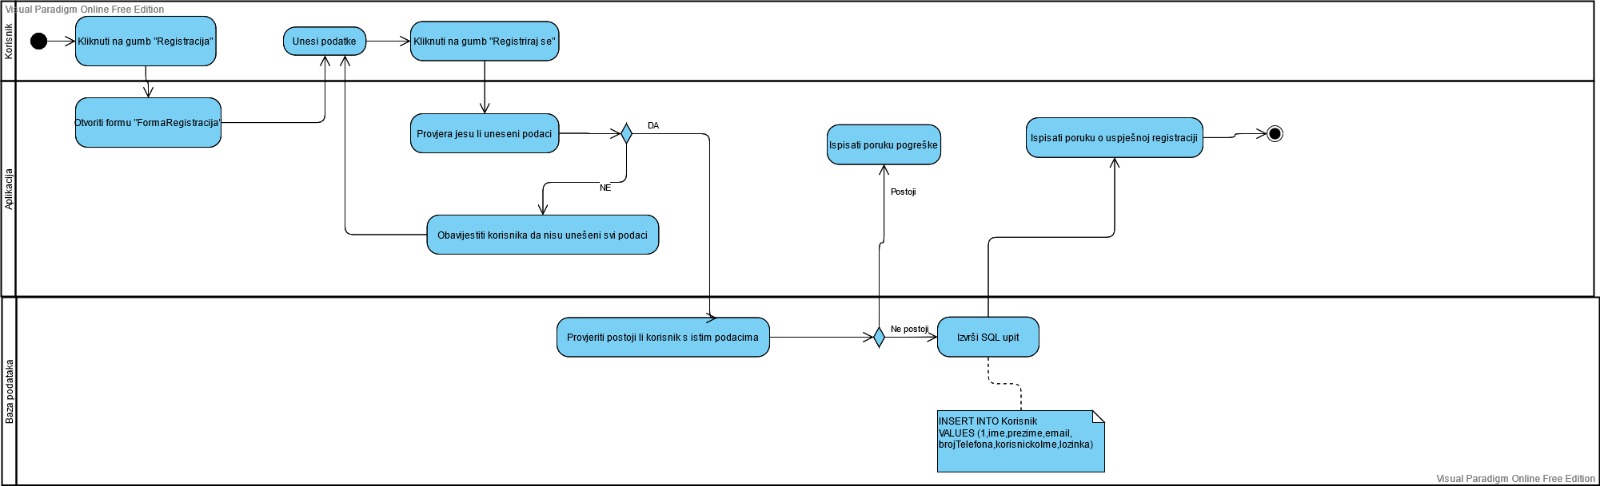 Visual Paradigm Online Free Edition
Korisnik
Kliknuti na gumb "Registracija"
Unesi podatke
Kliknuti na gumb "Registriraj se"
Aplikacija
Otvoriti formu "FormaRegistracija"
Provjera jesu li uneseni podaci
DA
NE
Obavijestiti korisnika da nisu unešeni svi podaci
Ispisati poruku pogreške
Postoji
Ispisati poruku o uspješnoj registraciji
Baza podataka
Provjeriti postoji li korisnik s istim podacima
Ne postoji
Izvrši SQL upit
INSERT INTO Korisnik
VALUES (1,ime,prezime,email,
brojTelefona,korisnickoIme,lozinka)
Visual Paradigm Online Free Edition